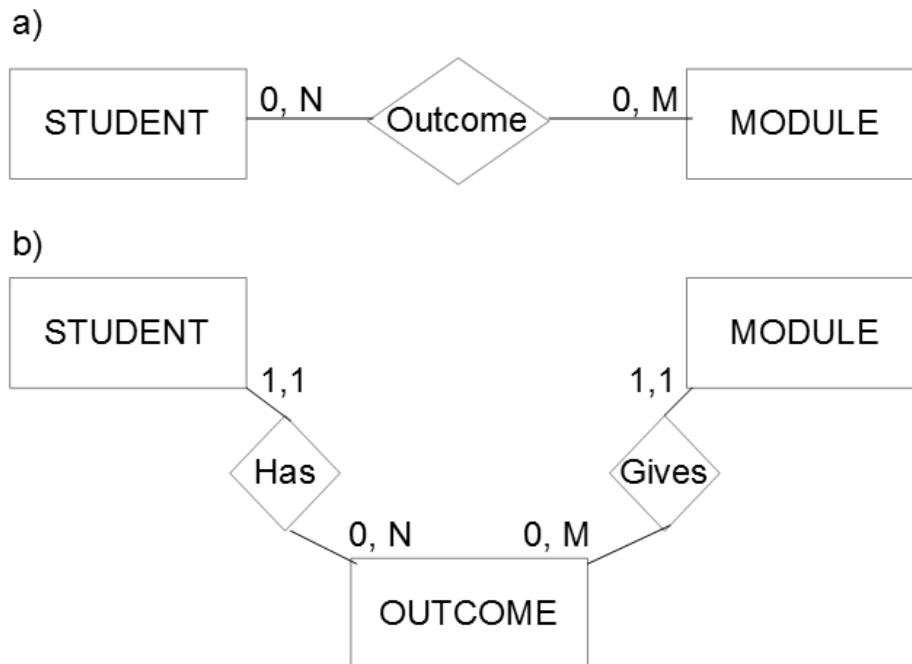 a)
STUDENT 0, N Outcome 0, M MODULE
b)
STUDENT MODULE
1,1 1,1
Has Gives
0, N 0, M
OUTCOME